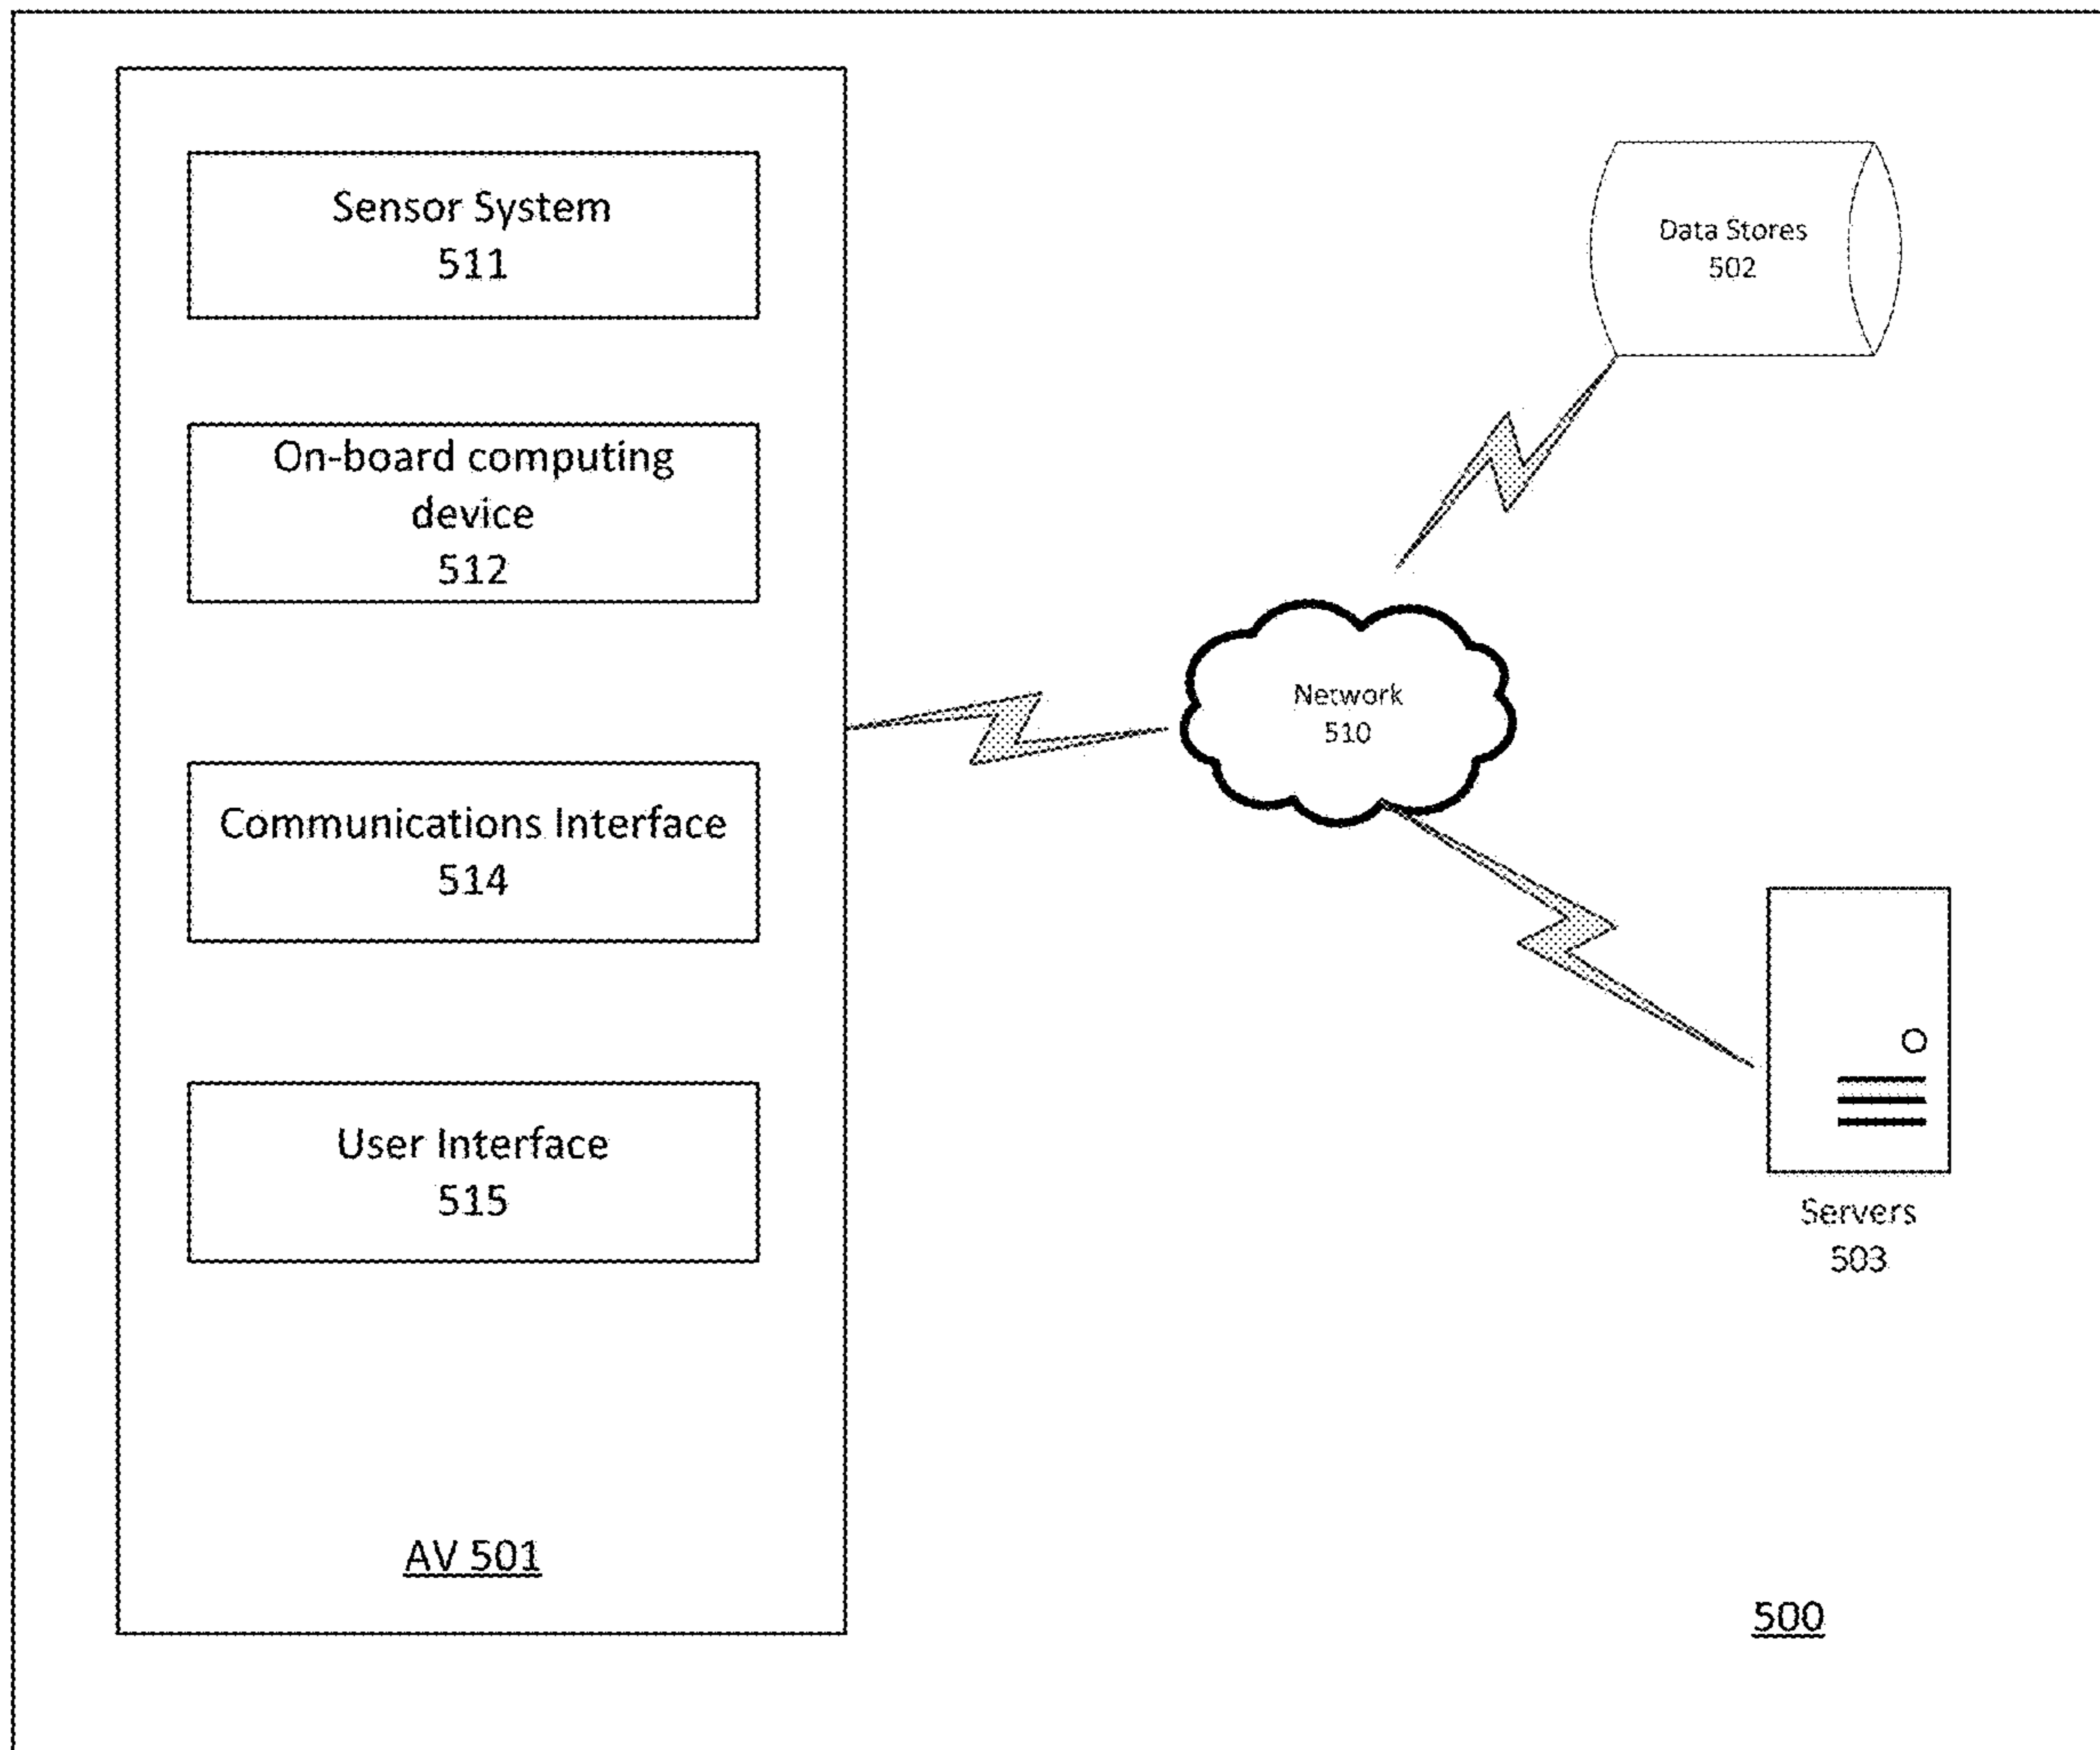 Sensor System
511
On-board computing
device
512
Communications Interface
514
User Interface
515
AV 501
Data Stores
502
Network
510
Servers
503
500